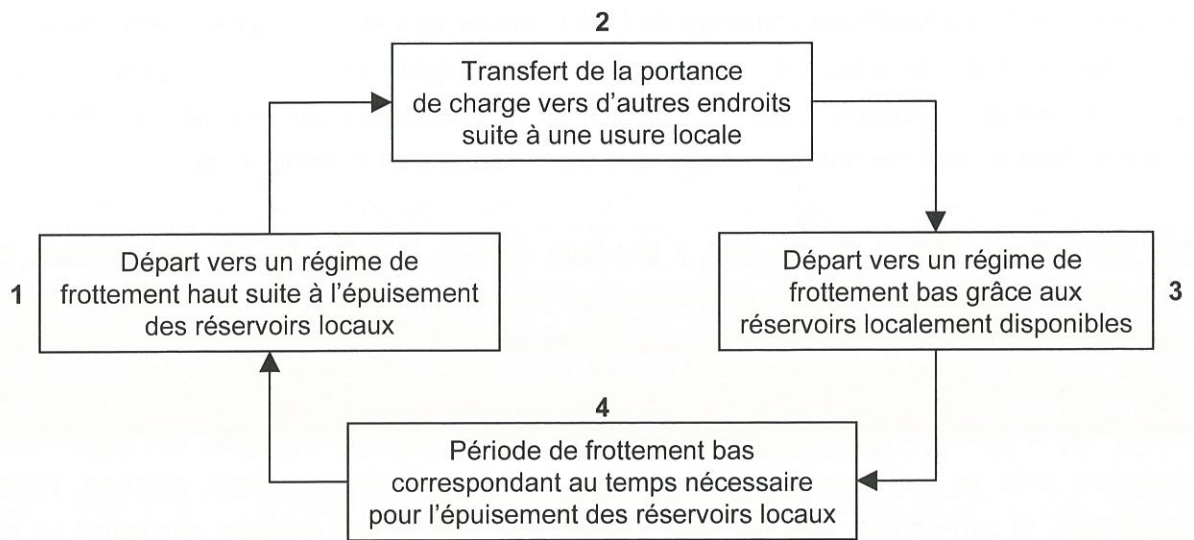 2
Transfert de la portance
de charge vers d'autres endroits
suite à une usure locale
1
Départ vers un régime de
frottement haut suite à l'épuisement
des réservoirs locaux
Départ vers un régime de
frottement bas grâce aux
réservoirs localement disponibles
3
4
Période de frottement bas
correspondant au temps nécessaire
pour l'épuisement des réservoirs locaux